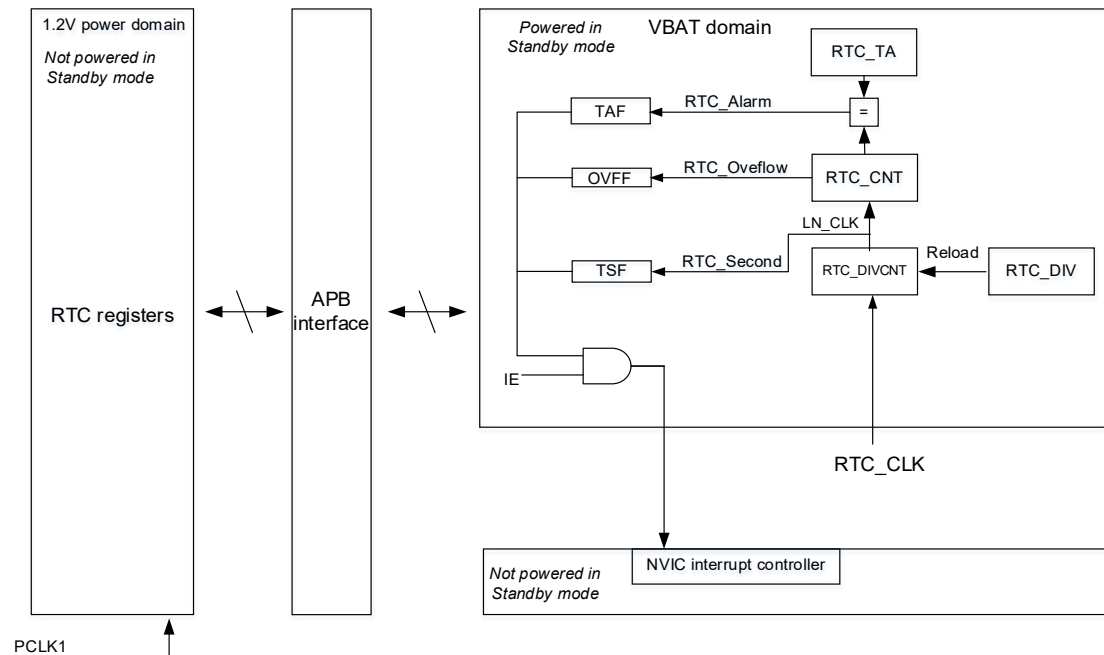 1.2V power domain
Not powered in
Standby mode
RTC registers
PCLK1
APB
interface
Powered in
Standby mode
VBAT domain
RTC_TA
TAF
RTC_Alarm
=
OVFF
RTC_Oveflow
RTC_CNT
LN_CLK
TSF
RTC_Second
RTC_DIVCNT
Reload
RTC_DIV
IE
RTC_CLK
NVIC interrupt controller
Not powered in
Standby mode